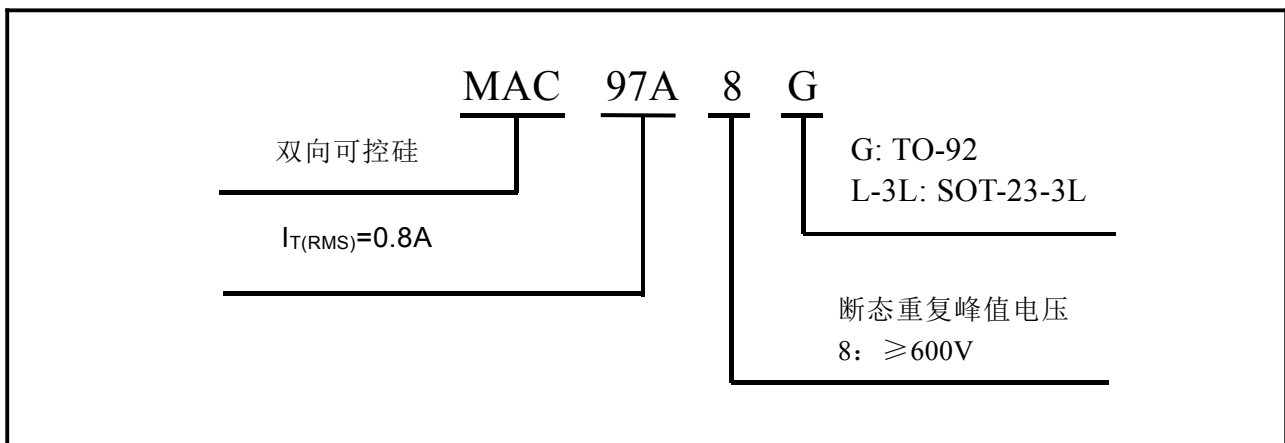 MAC 97A 8 G
双向可控硅
G: TO-92
L-3L: SOT-23-3L
IT(RMS)=0.8A
断态重复峰值电压
8：≥600V